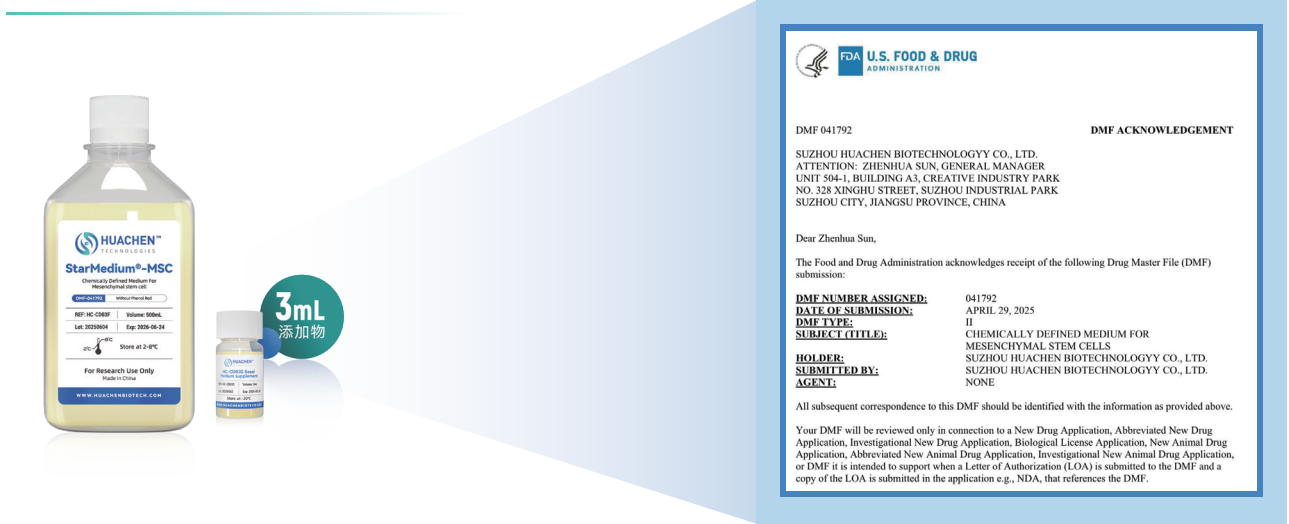 HUACHEN™
TECHNOLOGIES
StarMedium®-MSC
Chemically Defined Medium For
Mesenchymal stem cell
DMF-041792 Without Phenol Red
REF: HC-CD03F Volume: 500mL
Lot: 20250604 Exp: 2026-06-24
2℃ 8℃ Store at 2-8℃
For Research Use Only
Made in China
WWW.HUACHENBIOTECH.COM
3mL
添加物
HUACHEN™
Medium supplement
Store at -20℃
FDA U.S. FOOD & DRUG
ADMINISTRATION
DMF 041792 DMF ACKNOWLEDGEMENT
SUZHOU HUACHEN BIOTECHNOLOGYY CO., LTD.
ATTENTION: ZHENHUA SUN, GENERAL MANAGER
UNIT 504-1, BUILDING A3, CREATIVE INDUSTRY PARK
NO. 328 XINGHU STREET, SUZHOU INDUSTRIAL PARK
SUZHOU CITY, JIANGSU PROVINCE, CHINA
Dear Zhenhua Sun,
The Food and Drug Administration acknowledges receipt of the following Drug Master File (DMF)
submission:
DMF NUMBER ASSIGNED: 041792
DATE OF SUBMISSION: APRIL 29, 2025
DMF TYPE: II
SUBJECT (TITLE): CHEMICALLY DEFINED MEDIUM FOR
MESENCHYMAL STEM CELLS
HOLDER: SUZHOU HUACHEN BIOTECHNOLOGYY CO., LTD.
SUBMITTED BY: SUZHOU HUACHEN BIOTECHNOLOGYY CO., LTD.
AGENT: NONE
All subsequent correspondence to this DMF should be identified with the information as provided above.
Your DMF will be reviewed only in connection to a New Drug Application, Abbreviated New Drug
Application, Investigational New Drug Application, Biological License Application, New Animal Drug
Application, Abbreviated New Animal Drug Application, Investigational New Animal Drug Application,
or DMF it is intended to support when a Letter of Authorization (LOA) is submitted to the DMF and a
copy of the LOA is submitted in the application e.g., NDA, that references the DMF.